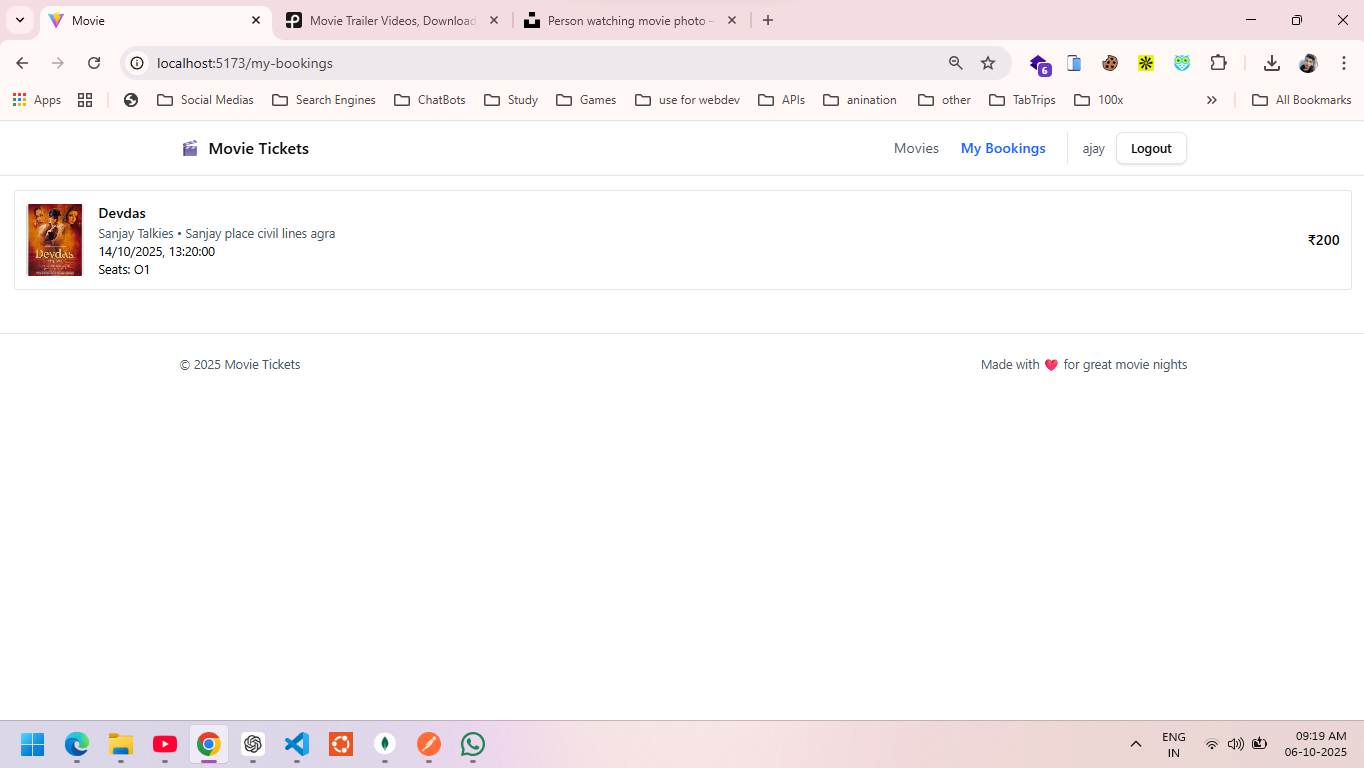 Movie
Movie Trailer Videos, Download
Person watching movie photo –
localhost:5173/my-bookings
6
Apps
Social Medias
Search Engines
ChatBots
Study
Games
use for webdev
APIs
anination
other
TabTrips
100x
All Bookmarks
Movie Tickets
Movies
My Bookings
ajay
Logout
Devdas
Devdas
Sanjay Talkies • Sanjay place civil lines agra
14/10/2025, 13:20:00
Seats: O1
₹200
© 2025 Movie Tickets
Made with ❤️ for great movie nights
ENG
IN
09:19 AM
06-10-2025